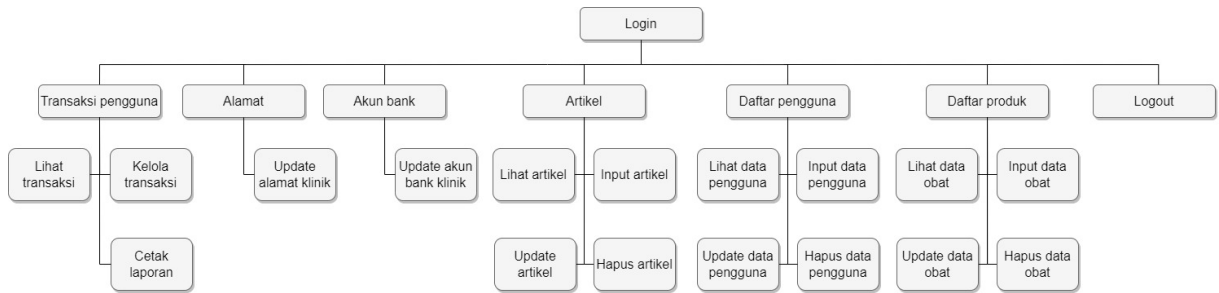 Login
Transaksi pengguna
Alamat
Akun bank
Artikel
Daftar pengguna
Daftar produk
Logout
Lihat
transaksi
Kelola
transaksi
Update
alamat klinik
Update akun
bank klinik
Lihat artikel
Input artikel
Lihat data
pengguna
Input data
pengguna
Lihat data
obat
Input data
obat
Cetak
laporan
Update
artikel
Hapus artikel
Update data
pengguna
Hapus data
pengguna
Update data
obat
Hapus data
obat